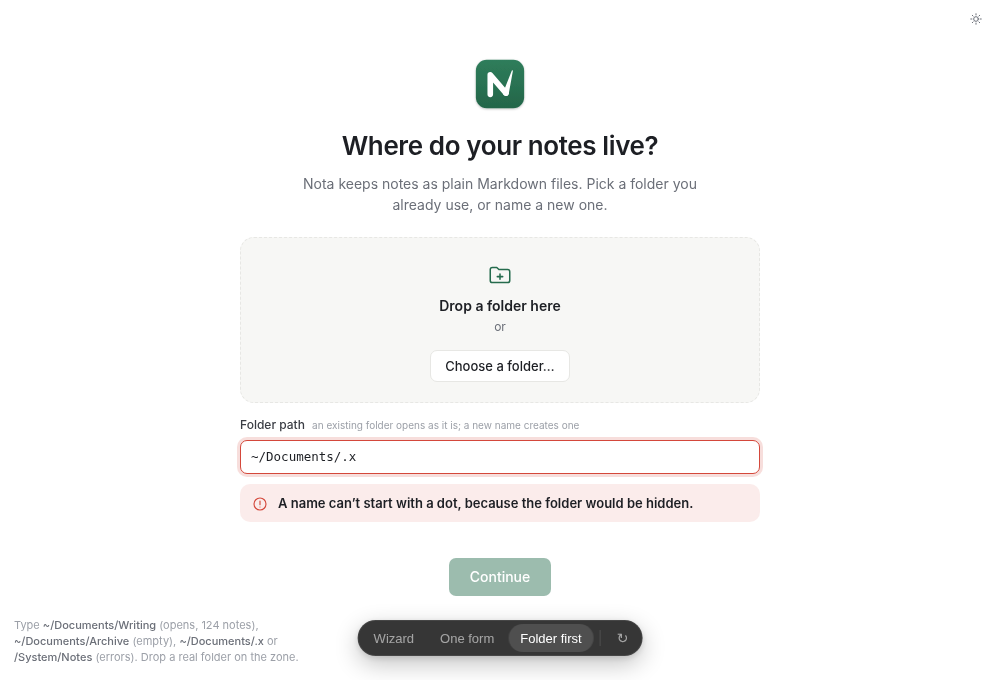 N
Where do your notes live?
Nota keeps notes as plain Markdown files. Pick a folder you
already use, or name a new one.
Drop a folder here
or
Choose a folder...
Folder path an existing folder opens as it is; a new name creates one
~/Documents/.x
A name can’t start with a dot, because the folder would be hidden.
Continue
Type ~/Documents/Writing (opens, 124 notes),
~/Documents/Archive (empty), ~/Documents/.x or
/System/Notes (errors). Drop a real folder on the zone.
Wizard One form Folder first ↻